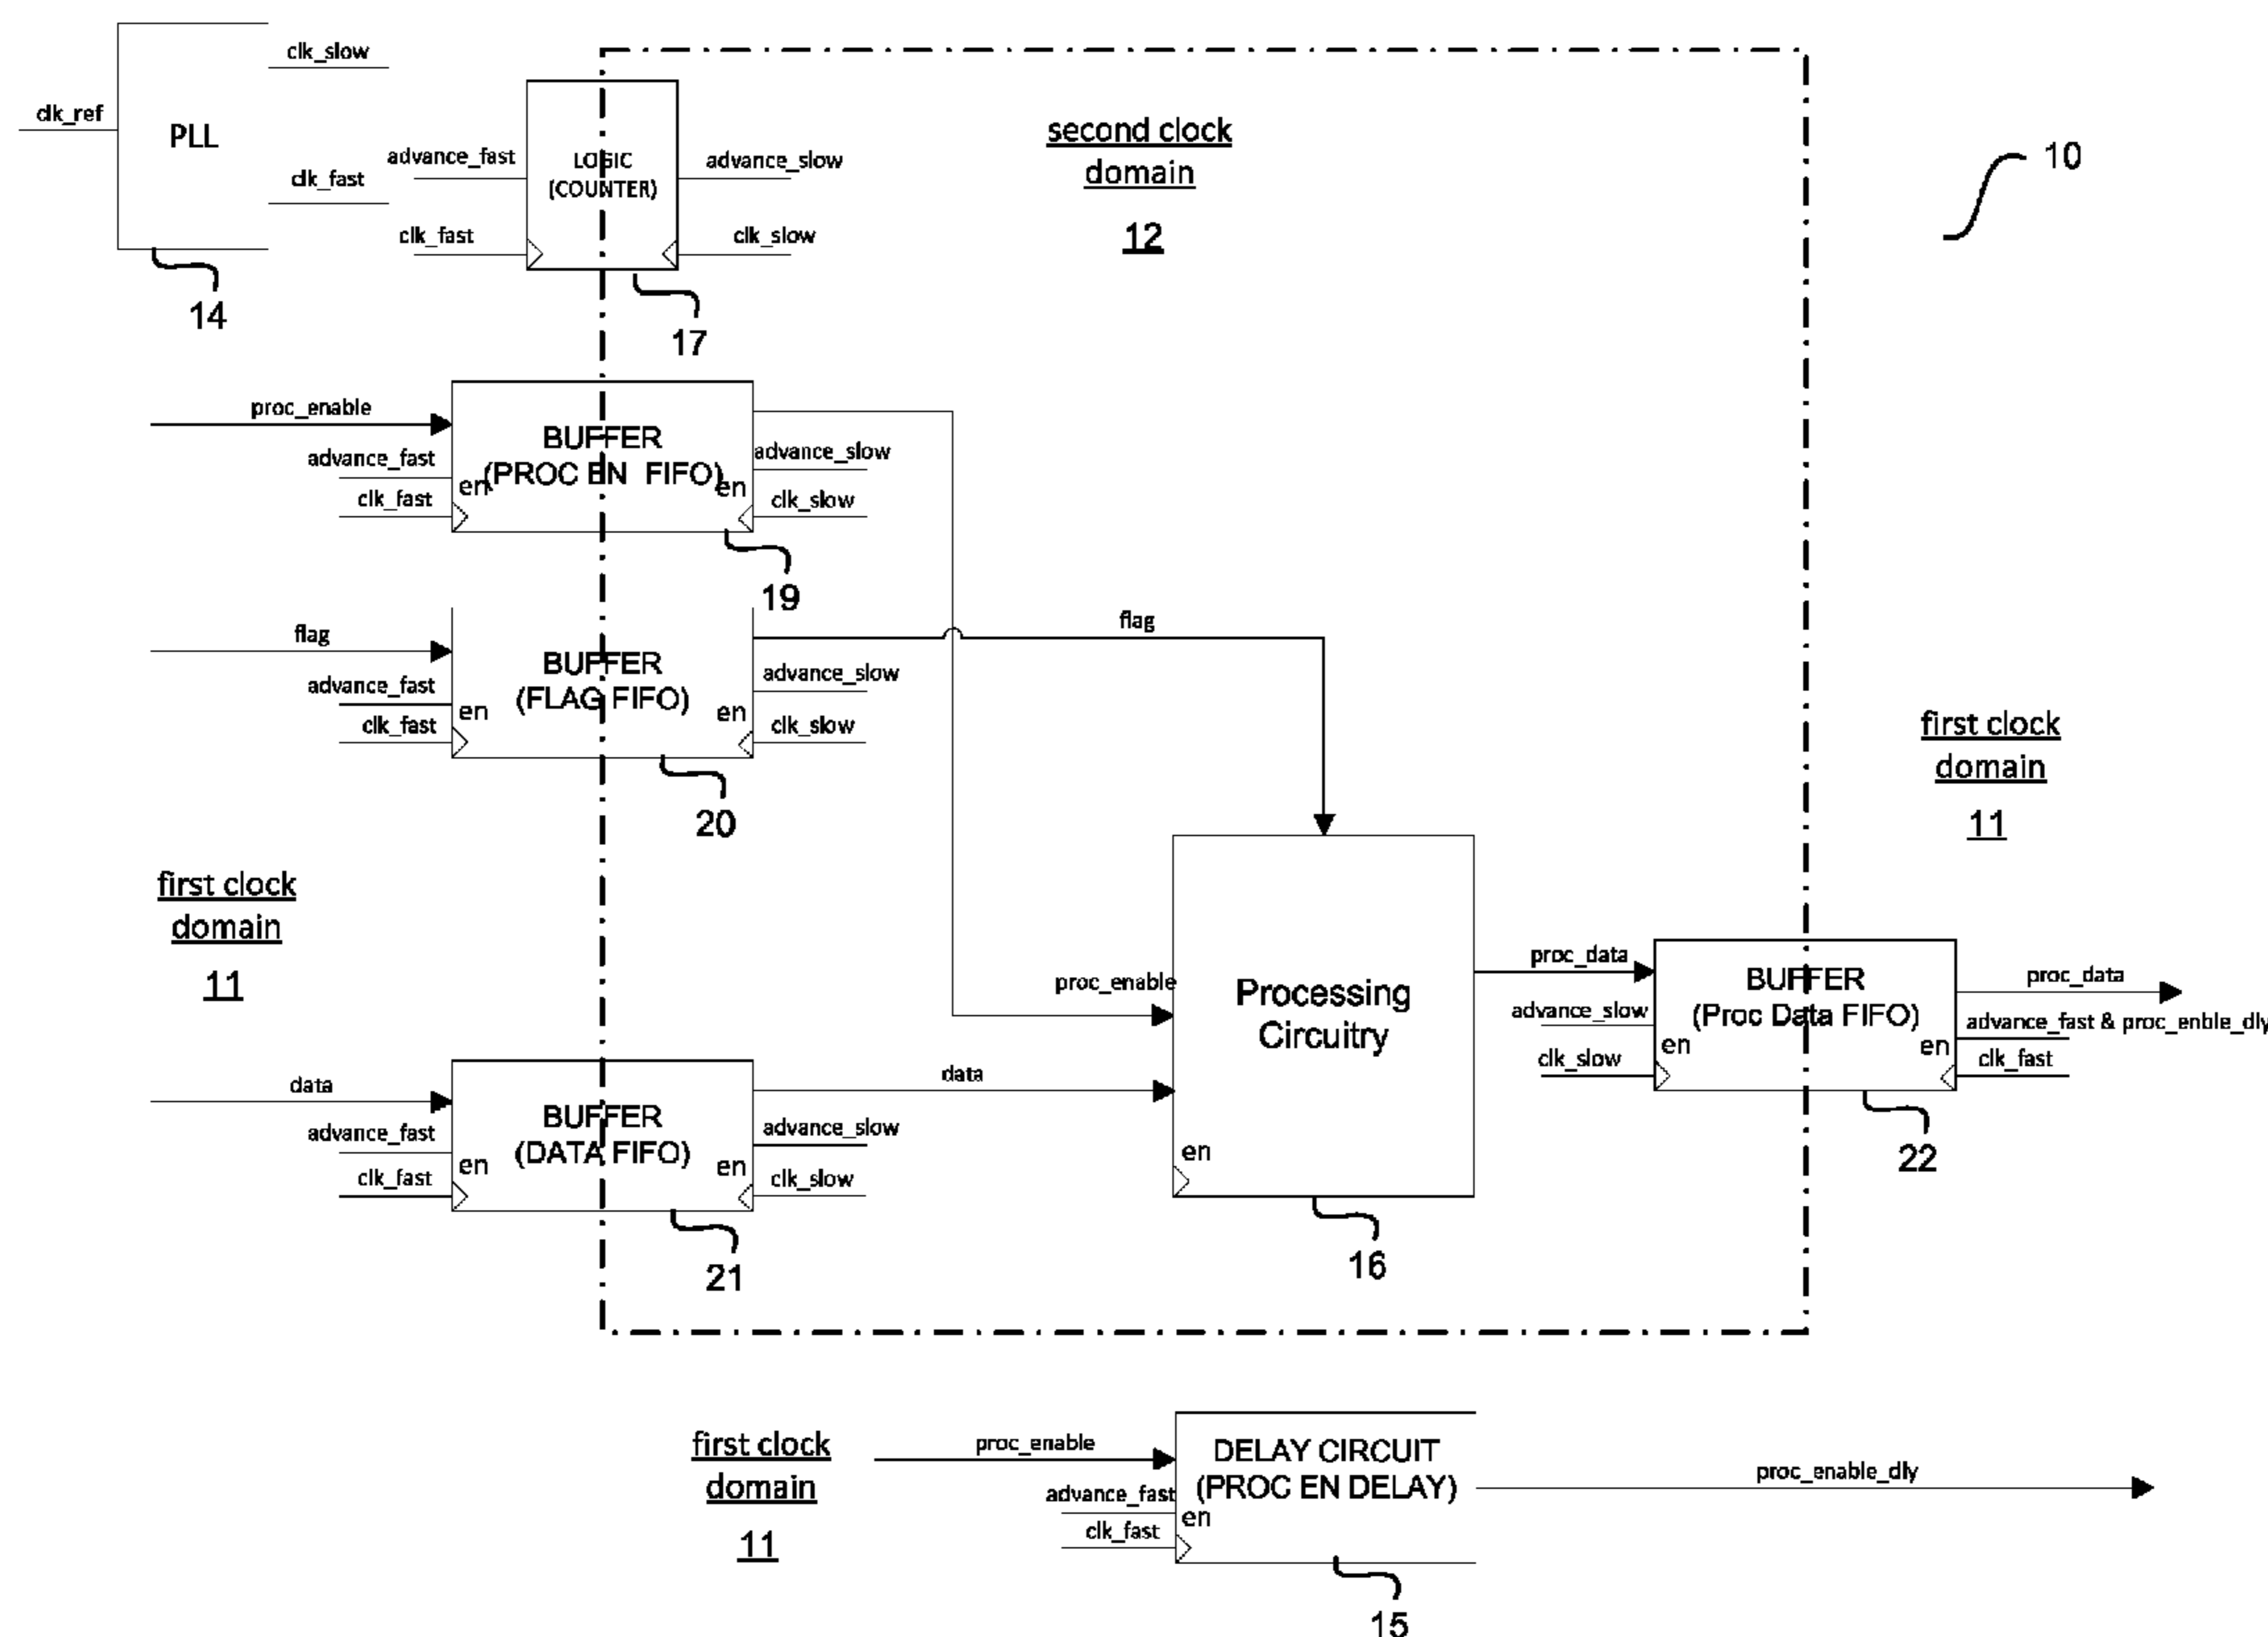 clk_slow
clk_ref
PLL
clk_fast
14
advance_fast
LOGIC
(COUNTER)
advance_slow
clk_fast
clk_slow
17
second clock
domain
12
10
proc_enable
BUFFER
(PROC EN FIFO)
advance_fast
en
clk_fast
advance_slow
en
clk_slow
19
flag
BUFFER
(FLAG FIFO)
advance_fast
en
clk_fast
flag
advance_slow
en
clk_slow
20
first clock
domain
11
first clock
domain
11
data
BUFFER
(DATA FIFO)
advance_fast
en
clk_fast
data
advance_slow
en
clk_slow
21
proc_enable
Processing
Circuitry
en
16
proc_data
BUFFER
(Proc Data FIFO)
advance_slow
en
clk_slow
proc_data
advance_fast & proc_enble_dly
en
clk_fast
22
first clock
domain
11
proc_enable
DELAY CIRCUIT
(PROC EN DELAY)
advance_fast
en
clk_fast
proc_enable_dly
15